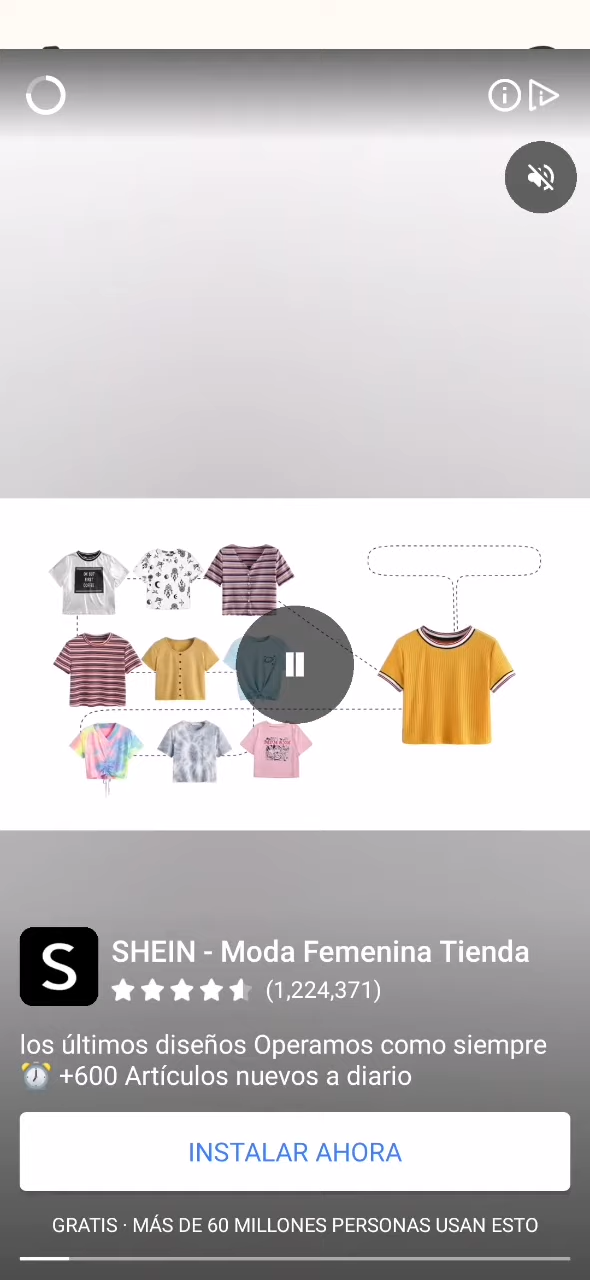 S
SHEIN - Moda Femenina Tienda
(1,224,371)
los últimos diseños Operamos como siempre
⏰ +600 Artículos nuevos a diario
INSTALAR AHORA
GRATIS · MÁS DE 60 MILLONES PERSONAS USAN ESTO